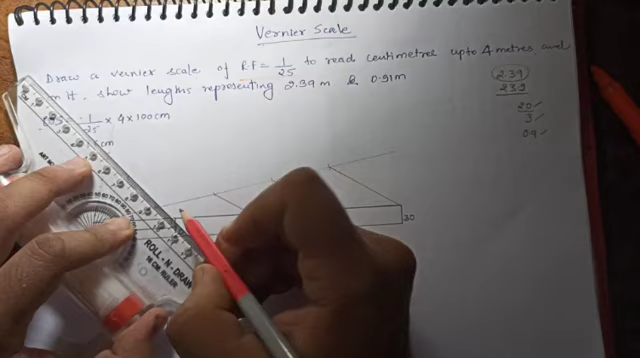 Vernier Scale
Draw a vernier scale of R.F = 1/25 to read centimetres upto 4 metres and
on it, show lengths representing 2.39 m & 0.91m
1/25 x 4 x 100 cm
cm
2.39
239
20 ✓
3 ✓
09 ✓
30
ROLL-N-DRAW
RULER